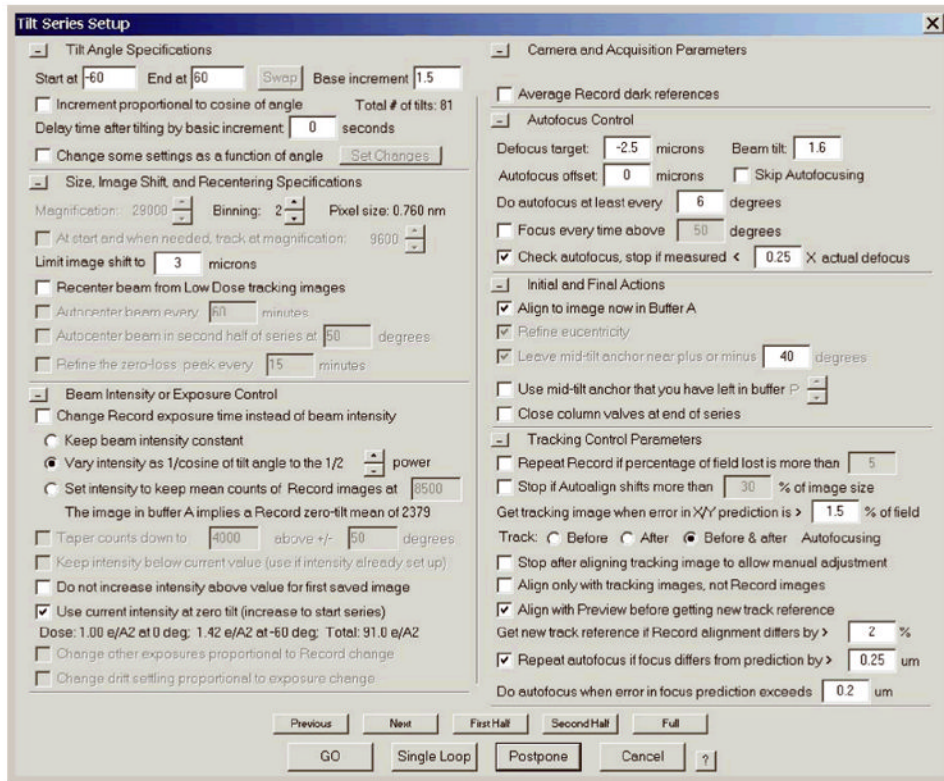 Tilt Series Setup
Tilt Angle Specifications
Start at -60 End at 60 Swap Base increment 1.5
Increment proportional to cosine of angle Total # of tilts: 81
Delay time after tilting by basic increment 0 seconds
Change some settings as a function of angle Set Changes
Size, Image Shift, and Recentering Specifications
Magnification: 29000 Binning: 2 Pixel size: 0.760 nm
At start and when needed, track at magnification: 9600
Limit image shift to 3 microns
Recenter beam from Low Dose tracking images
Autocenter beam every 60 minutes
Autocenter beam in second half of series at 50 degrees
Refine the zero-loss peak every 15 minutes
Beam Intensity or Exposure Control
Change Record exposure time instead of beam intensity
Keep beam intensity constant
Vary intensity as 1/cosine of tilt angle to the 1/2 power
Set intensity to keep mean counts of Record images at 8500
The image in buffer A implies a Record zero-tilt mean of 2379
Taper counts down to 4000 above +/- 50 degrees
Keep intensity below current value (use if intensity already set up)
Do not increase intensity above value for first saved image
Use current intensity at zero tilt (increase to start series)
Dose: 1.00 e/A2 at 0 deg; 1.42 e/A2 at -60 deg; Total: 91.0 e/A2
Change other exposures proportional to Record change
Change drift settling proportional to exposure change
Camera and Acquisition Parameters
Average Record dark references
Autofocus Control
Defocus target: -2.5 microns Beam tilt: 1.6
Autofocus offset: 0 microns Skip Autofocusing
Do autofocus at least every 6 degrees
Focus every time above 50 degrees
Check autofocus, stop if measured < 0.25 X actual defocus
Initial and Final Actions
Align to image now in Buffer A
Refine eucentricity
Leave mid-tilt anchor near plus or minus 40 degrees
Use mid-tilt anchor that you have left in buffer P
Close column valves at end of series
Tracking Control Parameters
Repeat Record if percentage of field lost is more than 5
Stop if Autoalign shifts more than 30 % of image size
Get tracking image when error in X/Y prediction is > 1.5 % of field
Track: Before After Before & after Autofocusing
Stop after aligning tracking image to allow manual adjustment
Align only with tracking images, not Record images
Align with Preview before getting new track reference
Get new track reference if Record alignment differs by > 2 %
Repeat autofocus if focus differs from prediction by > 0.25 um
Do autofocus when error in focus prediction exceeds 0.2 um
Previous Next First Half Second Half Full
GO Single Loop Postpone Cancel ?